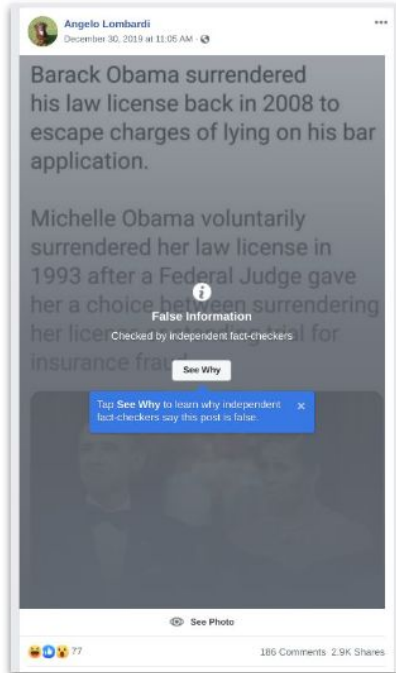 Angelo Lombardi
December 30, 2019 at 11:05 AM ·
Barack Obama surrendered
his law license back in 2008 to
escape charges of lying on his bar
application.
Michelle Obama voluntarily
surrendered her law license in
1993 after a Federal Judge gave
her a choice between surrendering
her license standing trial for
insurance fraud
False Information
Checked by independent fact-checkers
See Why
Tap See Why to learn why independent
fact-checkers say this post is false.
See Photo
77 186 Comments 2.9K Shares